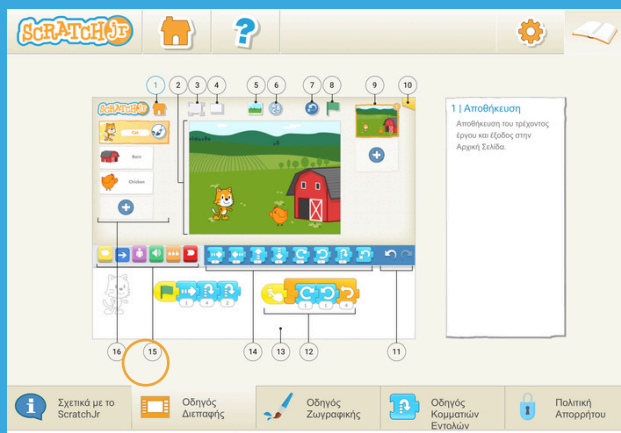 SCRATCHJR
?
1 2 3 4 5 6 7 8 9 10
SCRATCHJR
Cat
Barn
Chicken
1 | Αποθήκευση
Αποθήκευση του τρέχοντος
έργου και έξοδος στην
Αρχική Σελίδα.
16 15 14 13 12 11
i Σχετικά με το
ScratchJr
Οδηγός
Διεπαφής
Οδηγός
Ζωγραφικής
Οδηγός
Κομματιών
Εντολών
Πολιτική
Απορρήτου